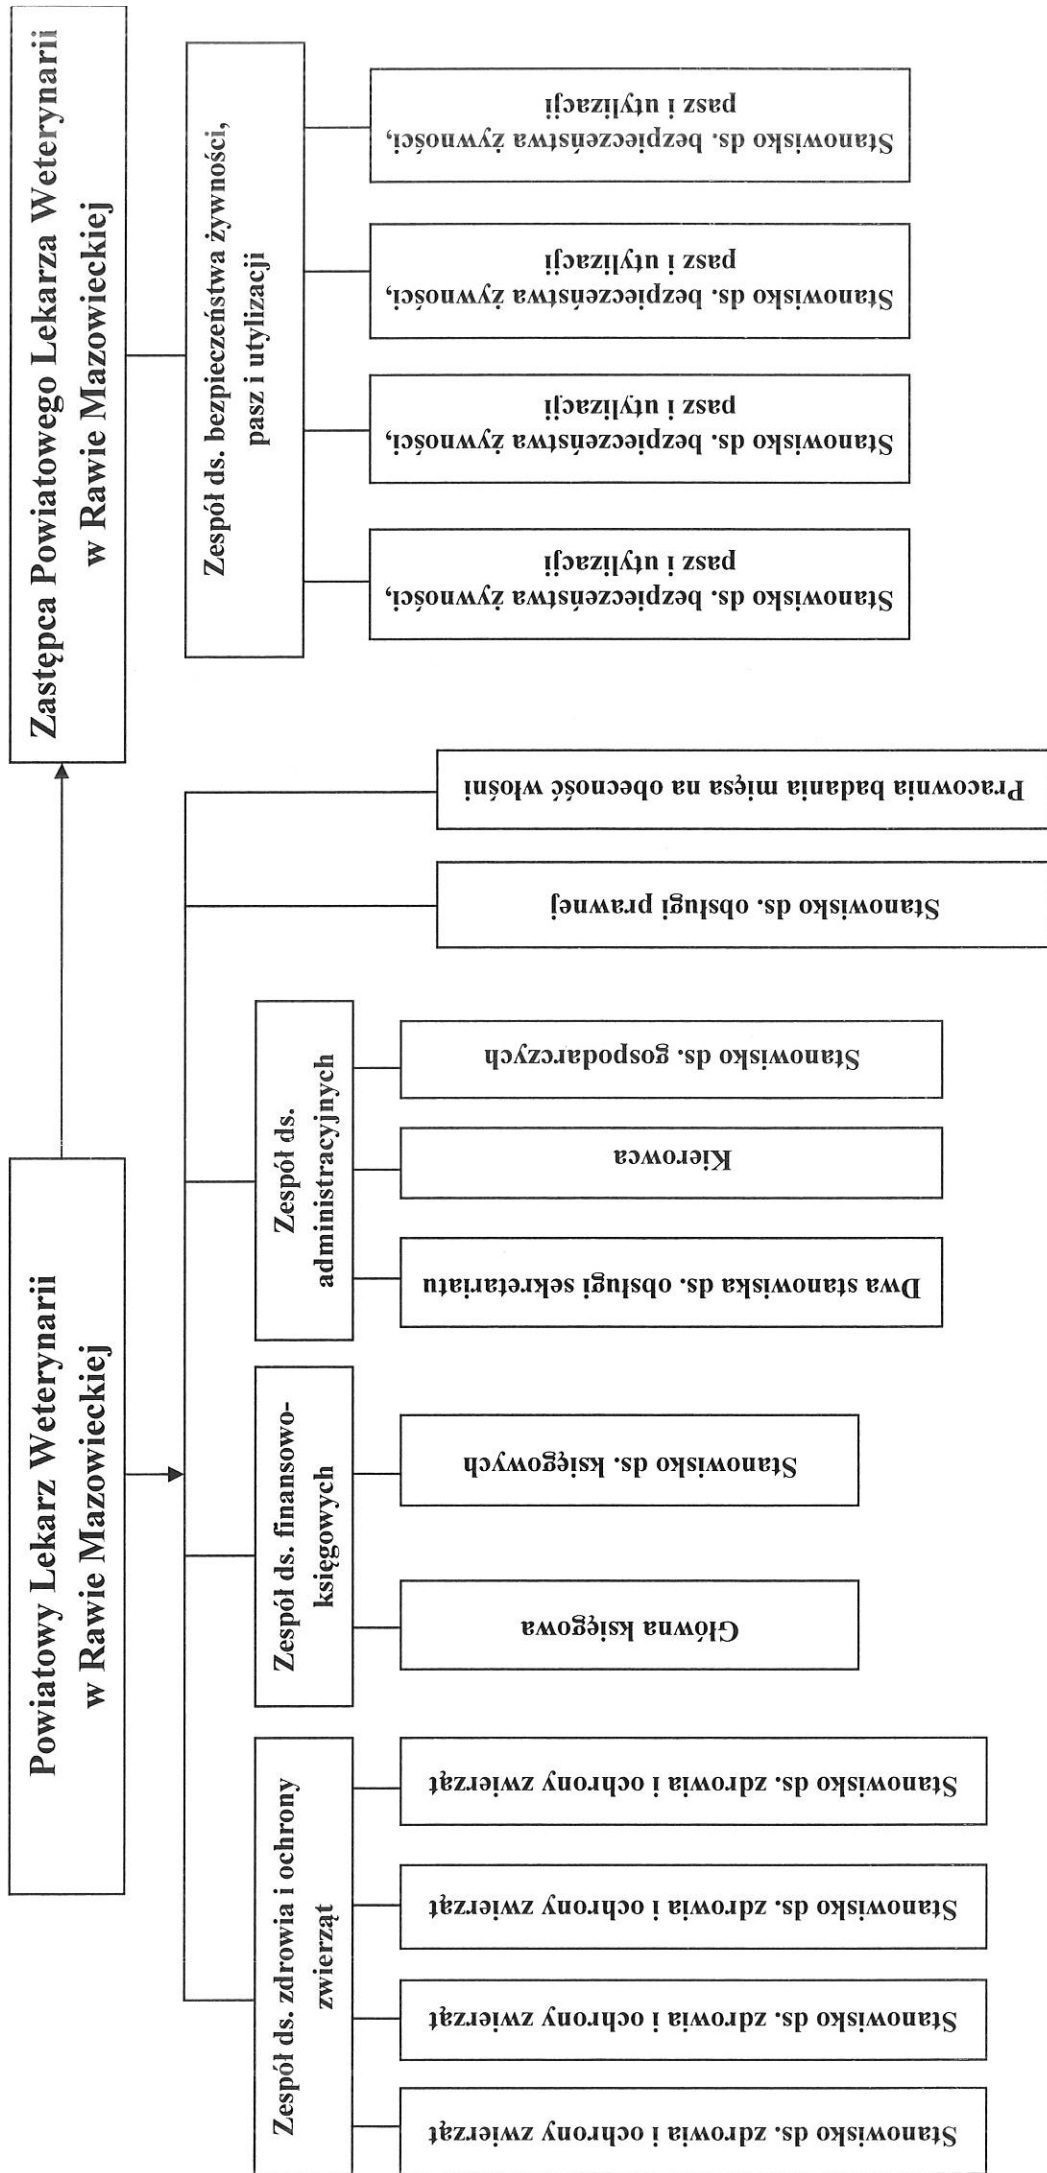 Powiatowy Lekarz Weterynarii
w Rawie Mazowieckiej
Zastępca Powiatowego Lekarza Weterynarii
w Rawie Mazowieckiej
Zespół ds. zdrowia i ochrony
zwierząt
Stanowisko ds. zdrowia i ochrony zwierząt
Stanowisko ds. zdrowia i ochrony zwierząt
Stanowisko ds. zdrowia i ochrony zwierząt
Stanowisko ds. zdrowia i ochrony zwierząt
Zespół ds. finansowo-
księgowych
Główna księgowa
Stanowisko ds. księgowych
Zespół ds.
administracyjnych
Dwa stanowiska ds. obsługi sekretariatu
Kierowca
Stanowisko ds. gospodarczych
Stanowisko ds. obsługi prawnej
Pracownia badania mięsa na obecność włośni
Zespół ds. bezpieczeństwa żywności,
pasz i utylizacji
Stanowisko ds. bezpieczeństwa żywności,
pasz i utylizacji
Stanowisko ds. bezpieczeństwa żywności,
pasz i utylizacji
Stanowisko ds. bezpieczeństwa żywności,
pasz i utylizacji
Stanowisko ds. bezpieczeństwa żywności,
pasz i utylizacji